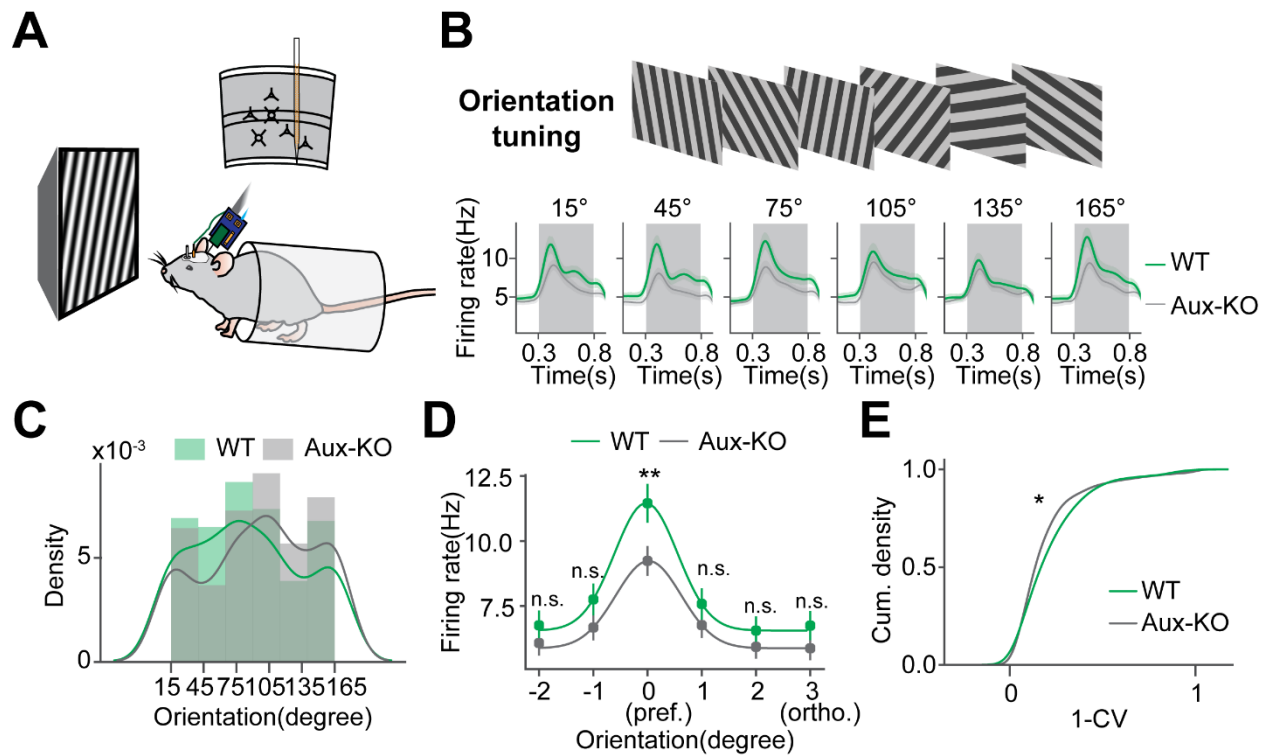 A
B
Orientation
tuning
Firing rate(Hz)
15° 45° 75° 105° 135° 165°
10
5
WT
Aux-KO
0.3 0.8 0.3 0.8 0.3 0.8 0.3 0.8 0.3 0.8 0.3 0.8
Time(s) Time(s) Time(s) Time(s) Time(s) Time(s)
C
x10-3
WT Aux-KO
Density
5
0
15 45 75 105 135 165
Orientation(degree)
D
WT Aux-KO
Firing rate(Hz)
12.5
10.0
7.5
**
n.s. n.s. n.s. n.s. n.s.
-2 -1 0 1 2 3
(pref.) (ortho.)
Orientation(degree)
E
Cum. density
1.0
0.5
0.0
*
WT
Aux-KO
0 1
1-CV